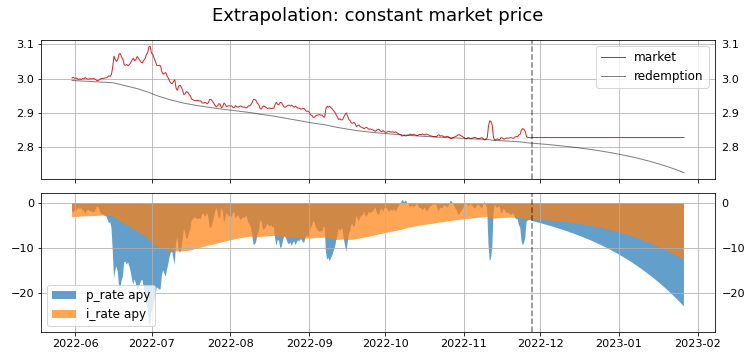 Extrapolation: constant market price
3.1 3.1
market
3.0 redemption 3.0
2.9 2.9
2.8 2.8
0 0
−10 −10
−20 −20
p_rate apy
i_rate apy
2022-06 2022-07 2022-08 2022-09 2022-10 2022-11 2022-12 2023-01 2023-02